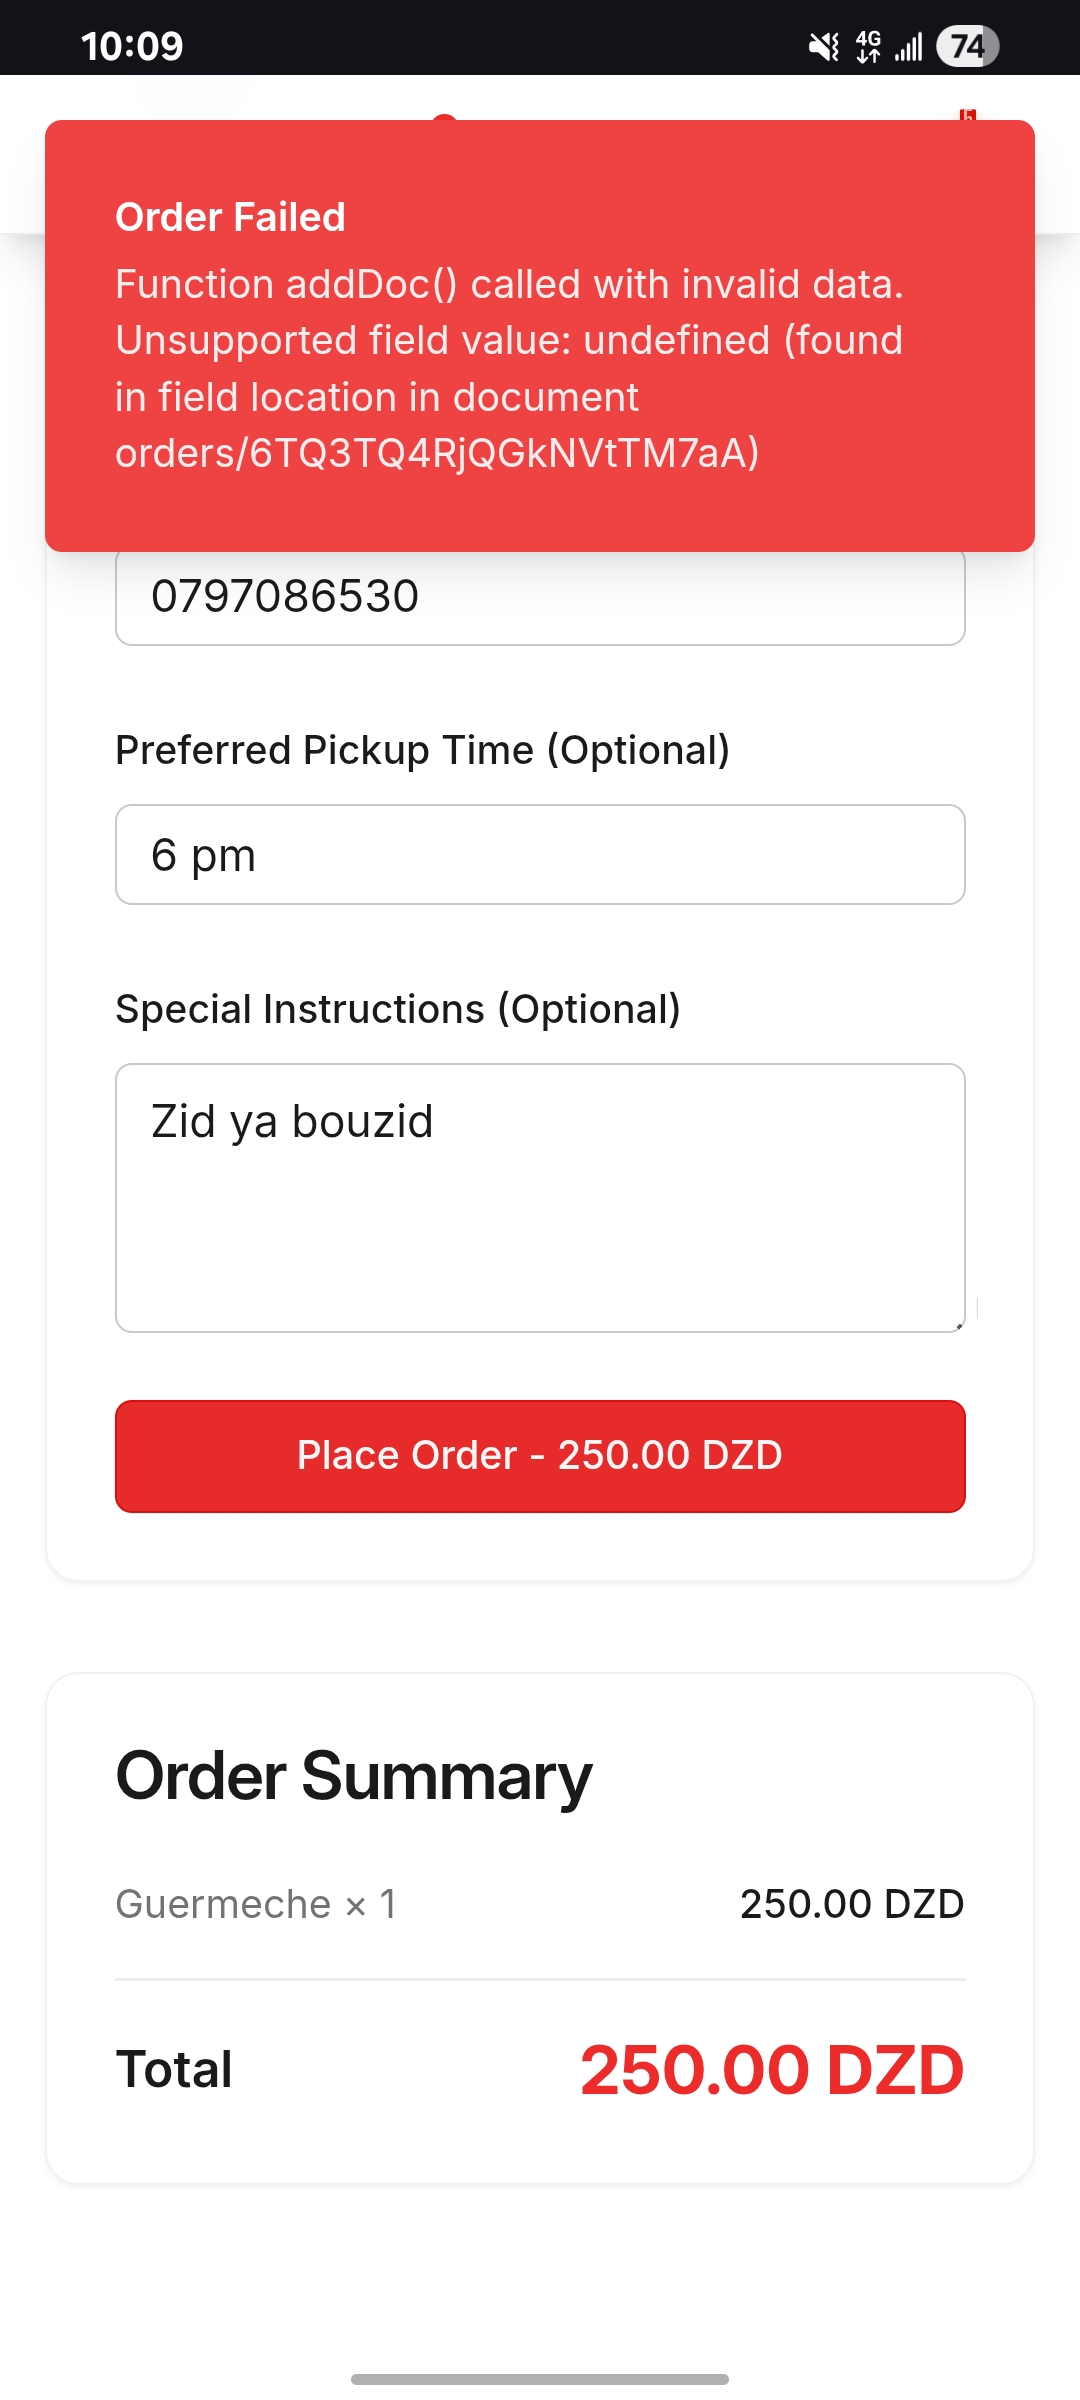 10:09
4G
74
Order Failed
Function addDoc() called with invalid data.
Unsupported field value: undefined (found
in field location in document
orders/6TQ3TQ4RjQGkNVtTM7aA)
0797086530
Preferred Pickup Time (Optional)
6 pm
Special Instructions (Optional)
Zid ya bouzid
Place Order - 250.00 DZD
Order Summary
Guermeche × 1
250.00 DZD
Total
250.00 DZD